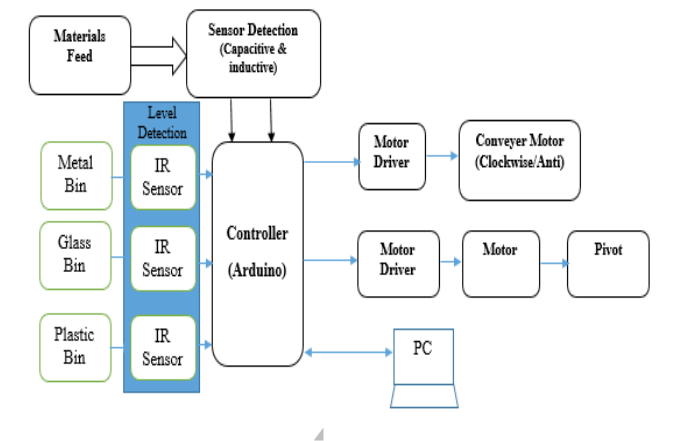 Materials
Feed
Sensor Detection
(Capacitive &
inductive)
Level
Detection
Metal
Bin
IR
Sensor
Glass
Bin
IR
Sensor
Plastic
Bin
IR
Sensor
Controller
(Arduino)
Motor
Driver
Conveyer Motor
(Clockwise/Anti)
Motor
Driver
Motor
Pivot
PC